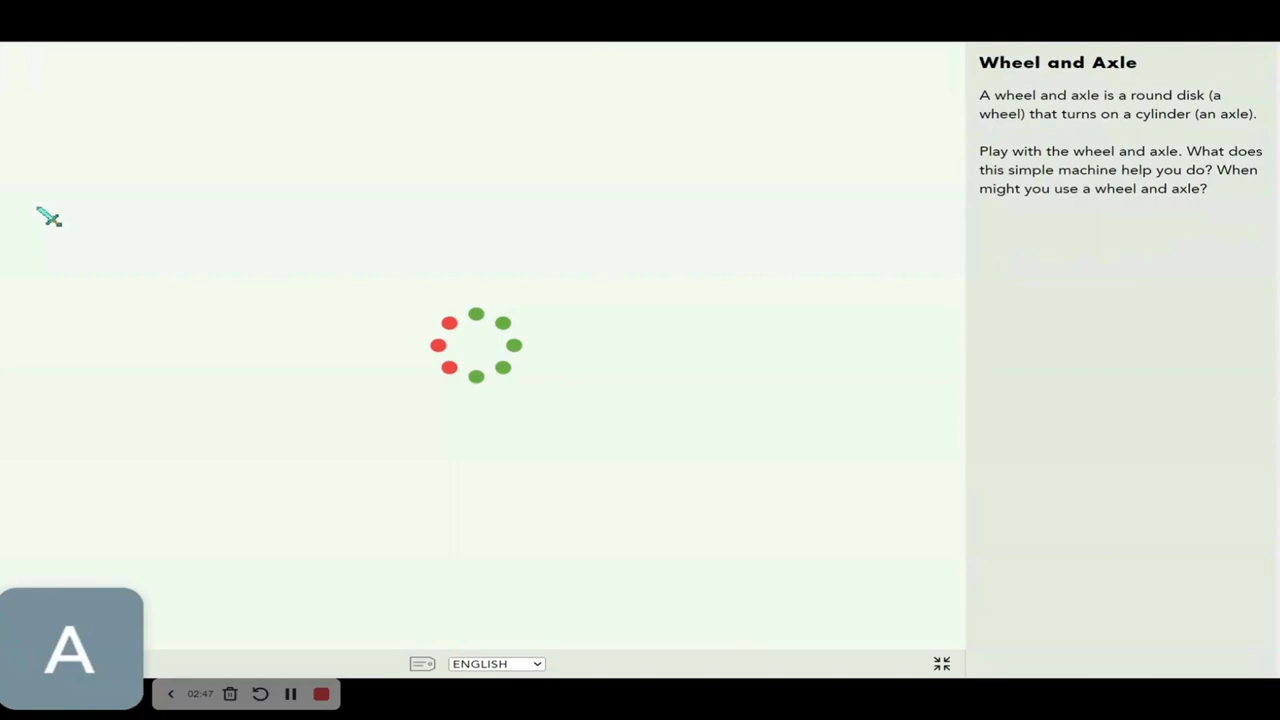 Wheel and Axle
A wheel and axle is a round disk (a
wheel) that turns on a cylinder (an axle).
Play with the wheel and axle. What does
this simple machine help you do? When
might you use a wheel and axle?
A
ENGLISH
02:47